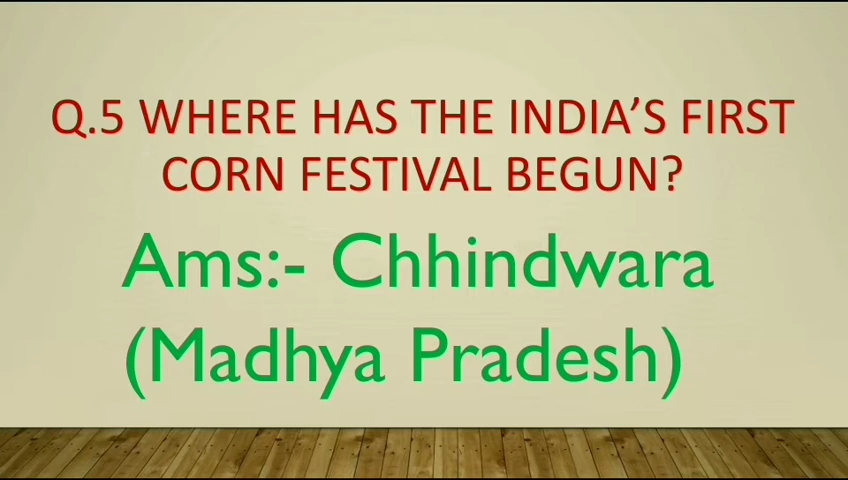 Q.5 WHERE HAS THE INDIA’S FIRST
CORN FESTIVAL BEGUN?
Ams:- Chhindwara
(Madhya Pradesh)